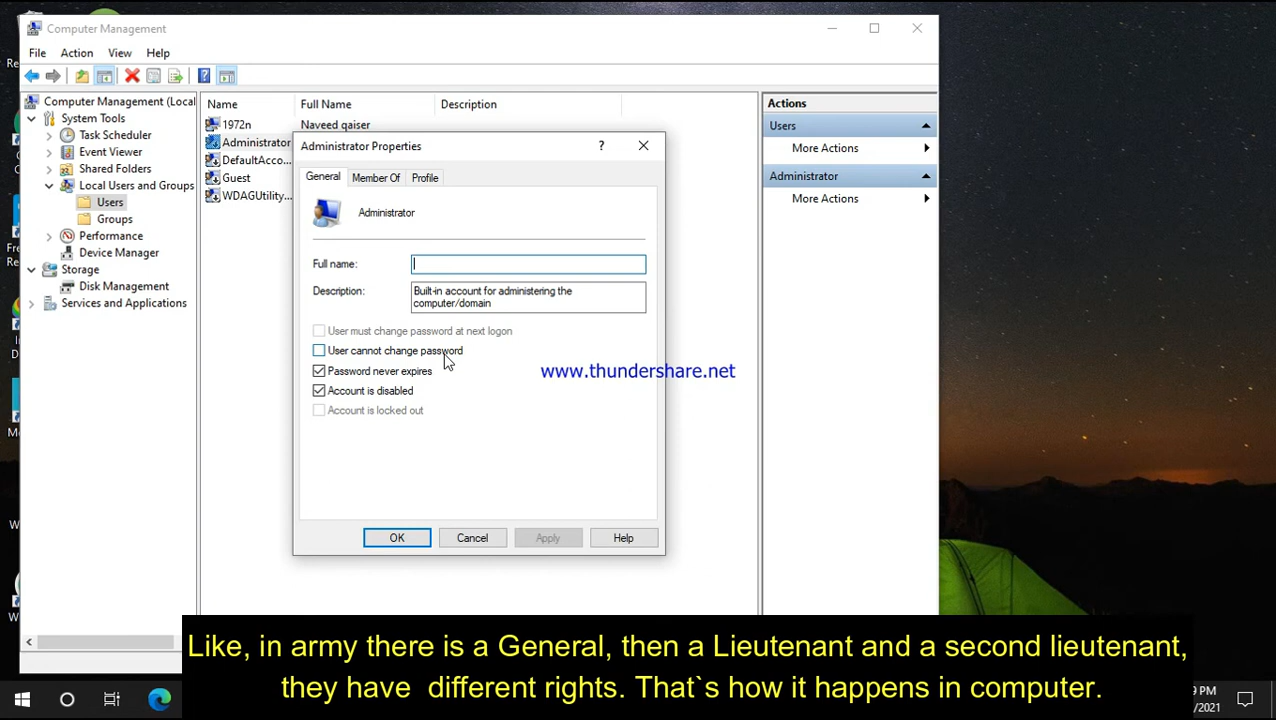 Computer Management
File Action View Help
Computer Management (Local
System Tools
Task Scheduler
Event Viewer
Shared Folders
Local Users and Groups
Users
Groups
Performance
Device Manager
Storage
Disk Management
Services and Applications
Name Full Name Description
1972n Naveed qaiser
Administrator
DefaultAcco...
Guest
WDAGUtility...
Administrator Properties
General Member Of Profile
Administrator
Full name:
Description: Built-in account for administering the
computer/domain
User must change password at next logon
User cannot change password
Password never expires
Account is disabled
Account is locked out
OK Cancel Apply Help
www.thundershare.net
Actions
Users
More Actions
Administrator
More Actions
Like, in army there is a General, then a Lieutenant and a second lieutenant,
they have different rights. That`s how it happens in computer.
9 PM
/2021